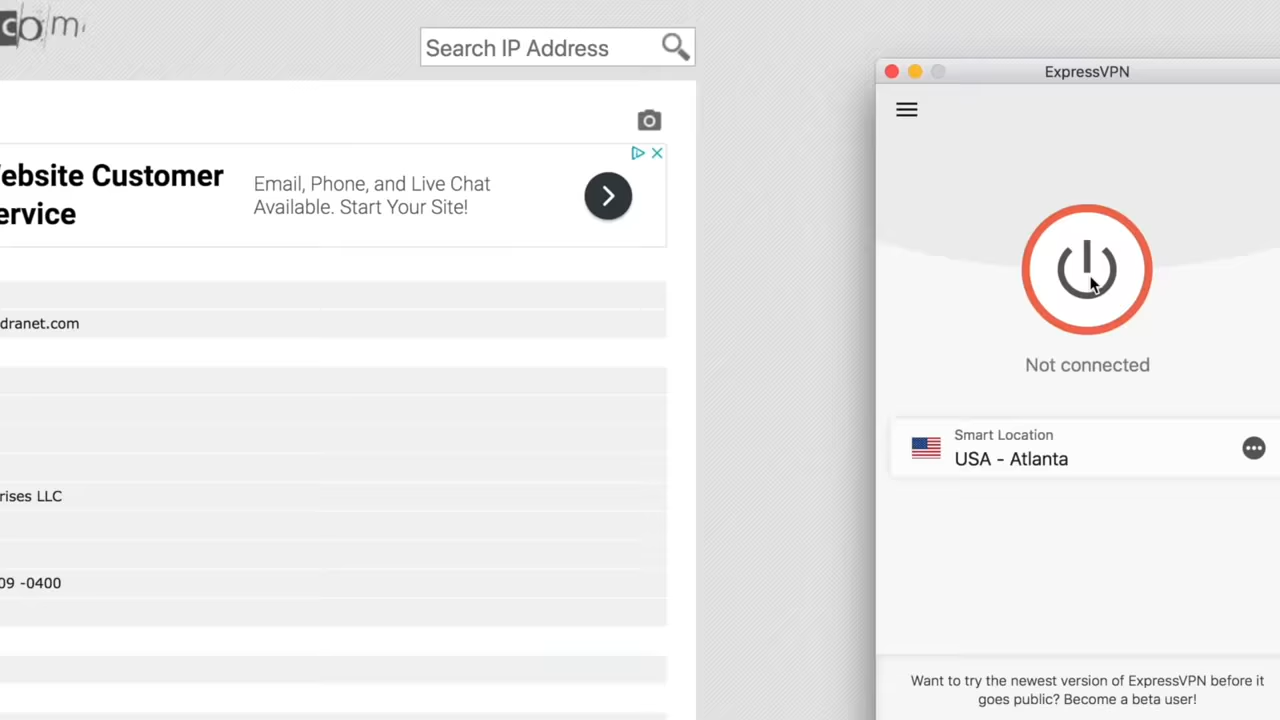 com
Search IP Address
ebsite Customer
ervice
Email, Phone, and Live Chat
Available. Start Your Site!
dranet.com
rises LLC
09 -0400
ExpressVPN
Not connected
Smart Location
USA - Atlanta
Want to try the newest version of ExpressVPN before it
goes public? Become a beta user!